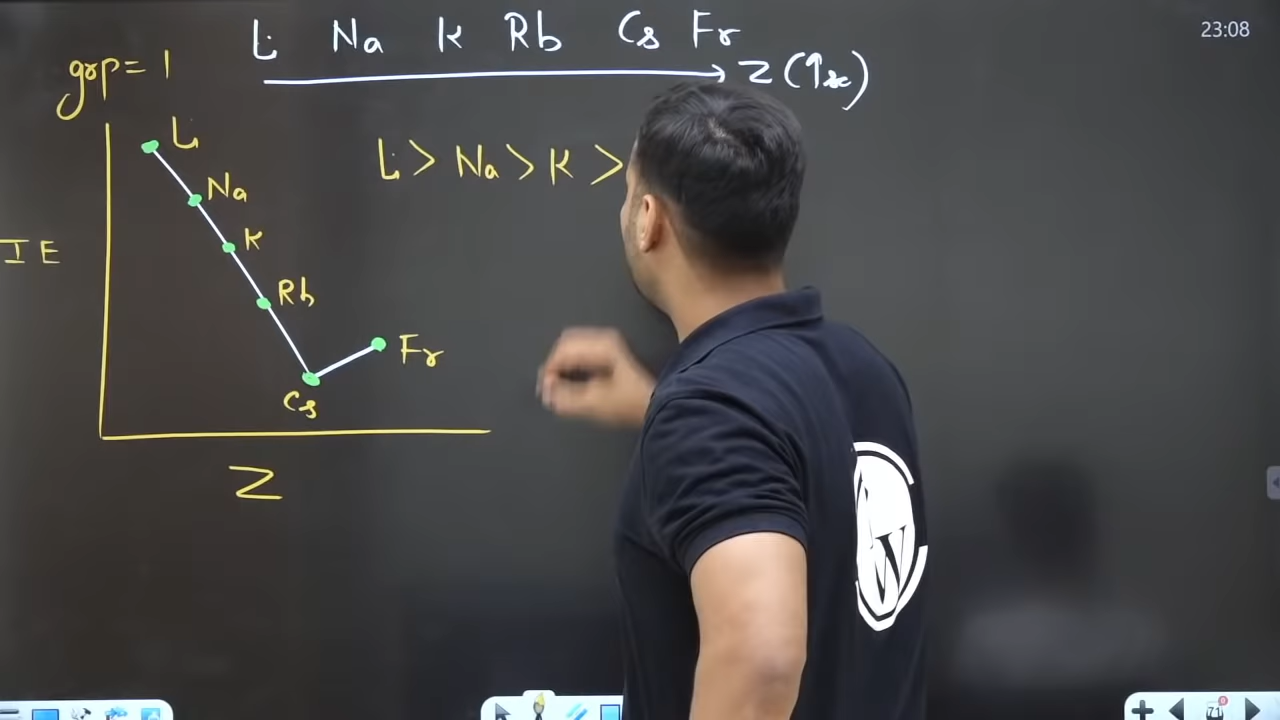 Li Na K Rb Cs Fr
23:08
grp = 1
Z (↑se)
Li
Li > Na > K >
Na
K
IE
Rb
Fr
Cs
Z
W